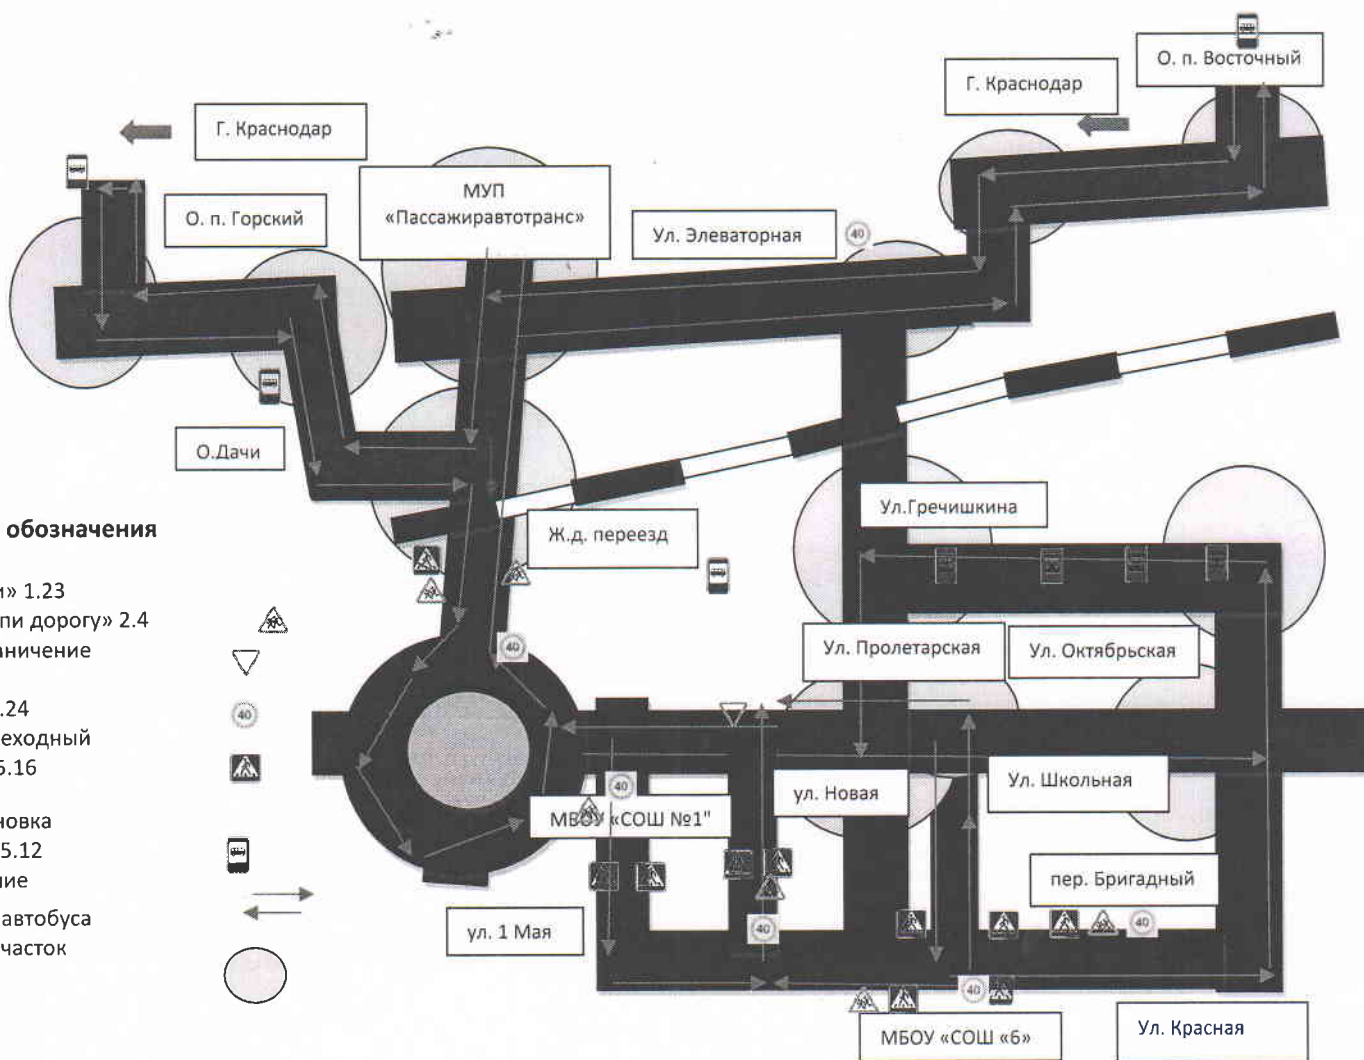 О. п. Восточный
Г. Краснодар
Г. Краснодар
МУП
«Пассажиравтотранс»
О. п. Горский
Ул. Элеваторная
40
О.Дачи
Ул.Гречишкина
Ж.д. переезд
обозначения
и» 1.23
пи дорогу» 2.4
аничение
.24
40
еходный
5.16
новка
5.12
ние
автобуса
часток
40
Ул. Пролетарская
Ул. Октябрьская
40
ул. Новая
Ул. Школьная
МБОУ «СОШ №1"
пер. Бригадный
ул. 1 Мая
40
40
40
МБОУ «СОШ «6»
Ул. Красная